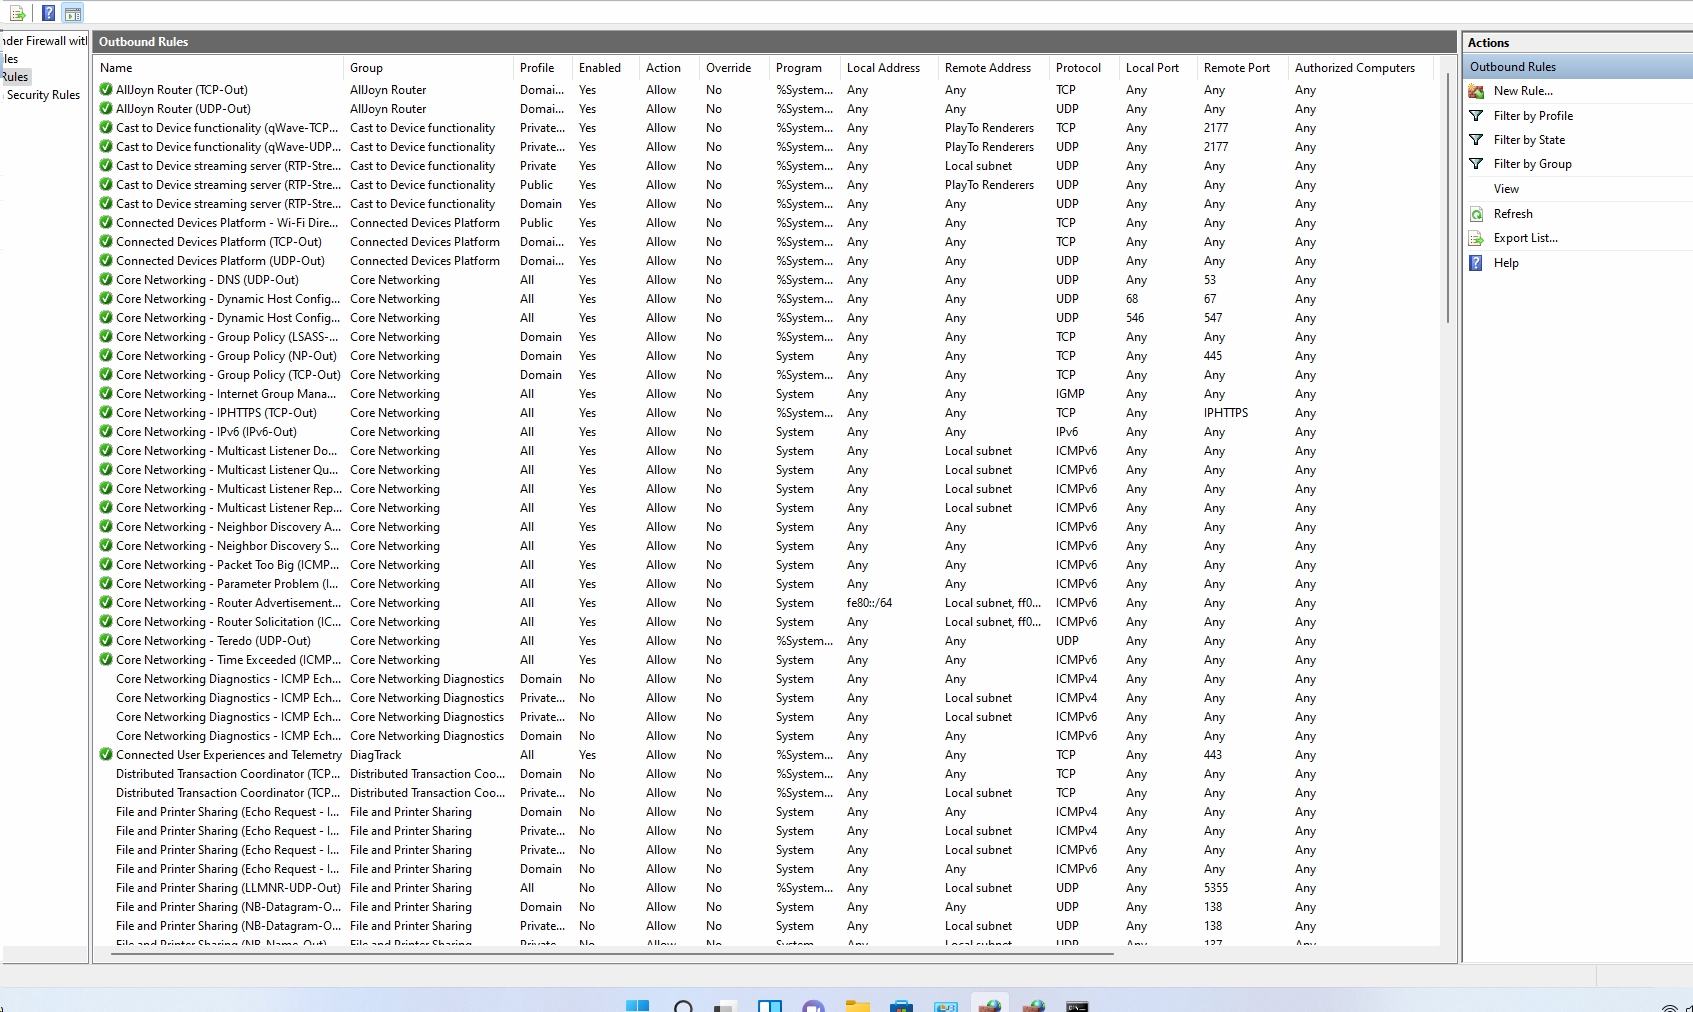 nder Firewall witl
les
Rules
Security Rules
Outbound Rules
Name Group Profile Enabled Action Override Program Local Address Remote Address Protocol Local Port Remote Port Authorized Computers
AllJoyn Router (TCP-Out) AllJoyn Router Domai... Yes Allow No %System... Any Any TCP Any Any Any
AllJoyn Router (UDP-Out) AllJoyn Router Domai... Yes Allow No %System... Any Any UDP Any Any Any
Cast to Device functionality (qWave-TCP... Cast to Device functionality Private... Yes Allow No %System... Any PlayTo Renderers TCP Any 2177 Any
Cast to Device functionality (qWave-UDP... Cast to Device functionality Private... Yes Allow No %System... Any PlayTo Renderers UDP Any 2177 Any
Cast to Device streaming server (RTP-Stre... Cast to Device functionality Private Yes Allow No %System... Any Local subnet UDP Any Any Any
Cast to Device streaming server (RTP-Stre... Cast to Device functionality Public Yes Allow No %System... Any PlayTo Renderers UDP Any Any Any
Cast to Device streaming server (RTP-Stre... Cast to Device functionality Domain Yes Allow No %System... Any Any UDP Any Any Any
Connected Devices Platform - Wi-Fi Dire... Connected Devices Platform Public Yes Allow No %System... Any Any TCP Any Any Any
Connected Devices Platform (TCP-Out) Connected Devices Platform Domai... Yes Allow No %System... Any Any TCP Any Any Any
Connected Devices Platform (UDP-Out) Connected Devices Platform Domai... Yes Allow No %System... Any Any UDP Any Any Any
Core Networking - DNS (UDP-Out) Core Networking All Yes Allow No %System... Any Any UDP Any 53 Any
Core Networking - Dynamic Host Config... Core Networking All Yes Allow No %System... Any Any UDP 68 67 Any
Core Networking - Dynamic Host Config... Core Networking All Yes Allow No %System... Any Any UDP 546 547 Any
Core Networking - Group Policy (LSASS-... Core Networking Domain Yes Allow No %System... Any Any TCP Any Any Any
Core Networking - Group Policy (NP-Out) Core Networking Domain Yes Allow No System Any Any TCP Any 445 Any
Core Networking - Group Policy (TCP-Out) Core Networking Domain Yes Allow No %System... Any Any TCP Any Any Any
Core Networking - Internet Group Mana... Core Networking All Yes Allow No System Any Any IGMP Any Any Any
Core Networking - IPHTTPS (TCP-Out) Core Networking All Yes Allow No %System... Any Any TCP Any IPHTTPS Any
Core Networking - IPv6 (IPv6-Out) Core Networking All Yes Allow No System Any Any IPv6 Any Any Any
Core Networking - Multicast Listener Do... Core Networking All Yes Allow No System Any Local subnet ICMPv6 Any Any Any
Core Networking - Multicast Listener Qu... Core Networking All Yes Allow No System Any Local subnet ICMPv6 Any Any Any
Core Networking - Multicast Listener Rep... Core Networking All Yes Allow No System Any Local subnet ICMPv6 Any Any Any
Core Networking - Multicast Listener Rep... Core Networking All Yes Allow No System Any Local subnet ICMPv6 Any Any Any
Core Networking - Neighbor Discovery A... Core Networking All Yes Allow No System Any Any ICMPv6 Any Any Any
Core Networking - Neighbor Discovery S... Core Networking All Yes Allow No System Any Any ICMPv6 Any Any Any
Core Networking - Packet Too Big (ICMP... Core Networking All Yes Allow No System Any Any ICMPv6 Any Any Any
Core Networking - Parameter Problem (I... Core Networking All Yes Allow No System Any Any ICMPv6 Any Any Any
Core Networking - Router Advertisement... Core Networking All Yes Allow No System fe80::/64 Local subnet, ff0... ICMPv6 Any Any Any
Core Networking - Router Solicitation (IC... Core Networking All Yes Allow No System Any Local subnet, ff0... ICMPv6 Any Any Any
Core Networking - Teredo (UDP-Out) Core Networking All Yes Allow No %System... Any Any UDP Any Any Any
Core Networking - Time Exceeded (ICMP... Core Networking All Yes Allow No System Any Any ICMPv6 Any Any Any
Core Networking Diagnostics - ICMP Ech... Core Networking Diagnostics Domain No Allow No System Any Any ICMPv4 Any Any Any
Core Networking Diagnostics - ICMP Ech... Core Networking Diagnostics Private... No Allow No System Any Local subnet ICMPv4 Any Any Any
Core Networking Diagnostics - ICMP Ech... Core Networking Diagnostics Private... No Allow No System Any Local subnet ICMPv6 Any Any Any
Core Networking Diagnostics - ICMP Ech... Core Networking Diagnostics Domain No Allow No System Any Any ICMPv6 Any Any Any
Connected User Experiences and Telemetry DiagTrack All Yes Allow No %System... Any Any TCP Any 443 Any
Distributed Transaction Coordinator (TCP... Distributed Transaction Coo... Domain No Allow No %System... Any Any TCP Any Any Any
Distributed Transaction Coordinator (TCP... Distributed Transaction Coo... Private... No Allow No %System... Any Local subnet TCP Any Any Any
File and Printer Sharing (Echo Request - I... File and Printer Sharing Domain No Allow No System Any Any ICMPv4 Any Any Any
File and Printer Sharing (Echo Request - I... File and Printer Sharing Private... No Allow No System Any Local subnet ICMPv4 Any Any Any
File and Printer Sharing (Echo Request - I... File and Printer Sharing Private... No Allow No System Any Local subnet ICMPv6 Any Any Any
File and Printer Sharing (Echo Request - I... File and Printer Sharing Domain No Allow No System Any Any ICMPv6 Any Any Any
File and Printer Sharing (LLMNR-UDP-Out) File and Printer Sharing All No Allow No %System... Any Local subnet UDP Any 5355 Any
File and Printer Sharing (NB-Datagram-O... File and Printer Sharing Domain No Allow No System Any Any UDP Any 138 Any
File and Printer Sharing (NB-Datagram-O... File and Printer Sharing Private... No Allow No System Any Local subnet UDP Any 138 Any
File and Printer Sharing (NB-Name-Out) File and Printer Sharing Private... No Allow No System Any Local subnet UDP Any 137 Any
Actions
Outbound Rules
New Rule...
Filter by Profile
Filter by State
Filter by Group
View
Refresh
Export List...
Help